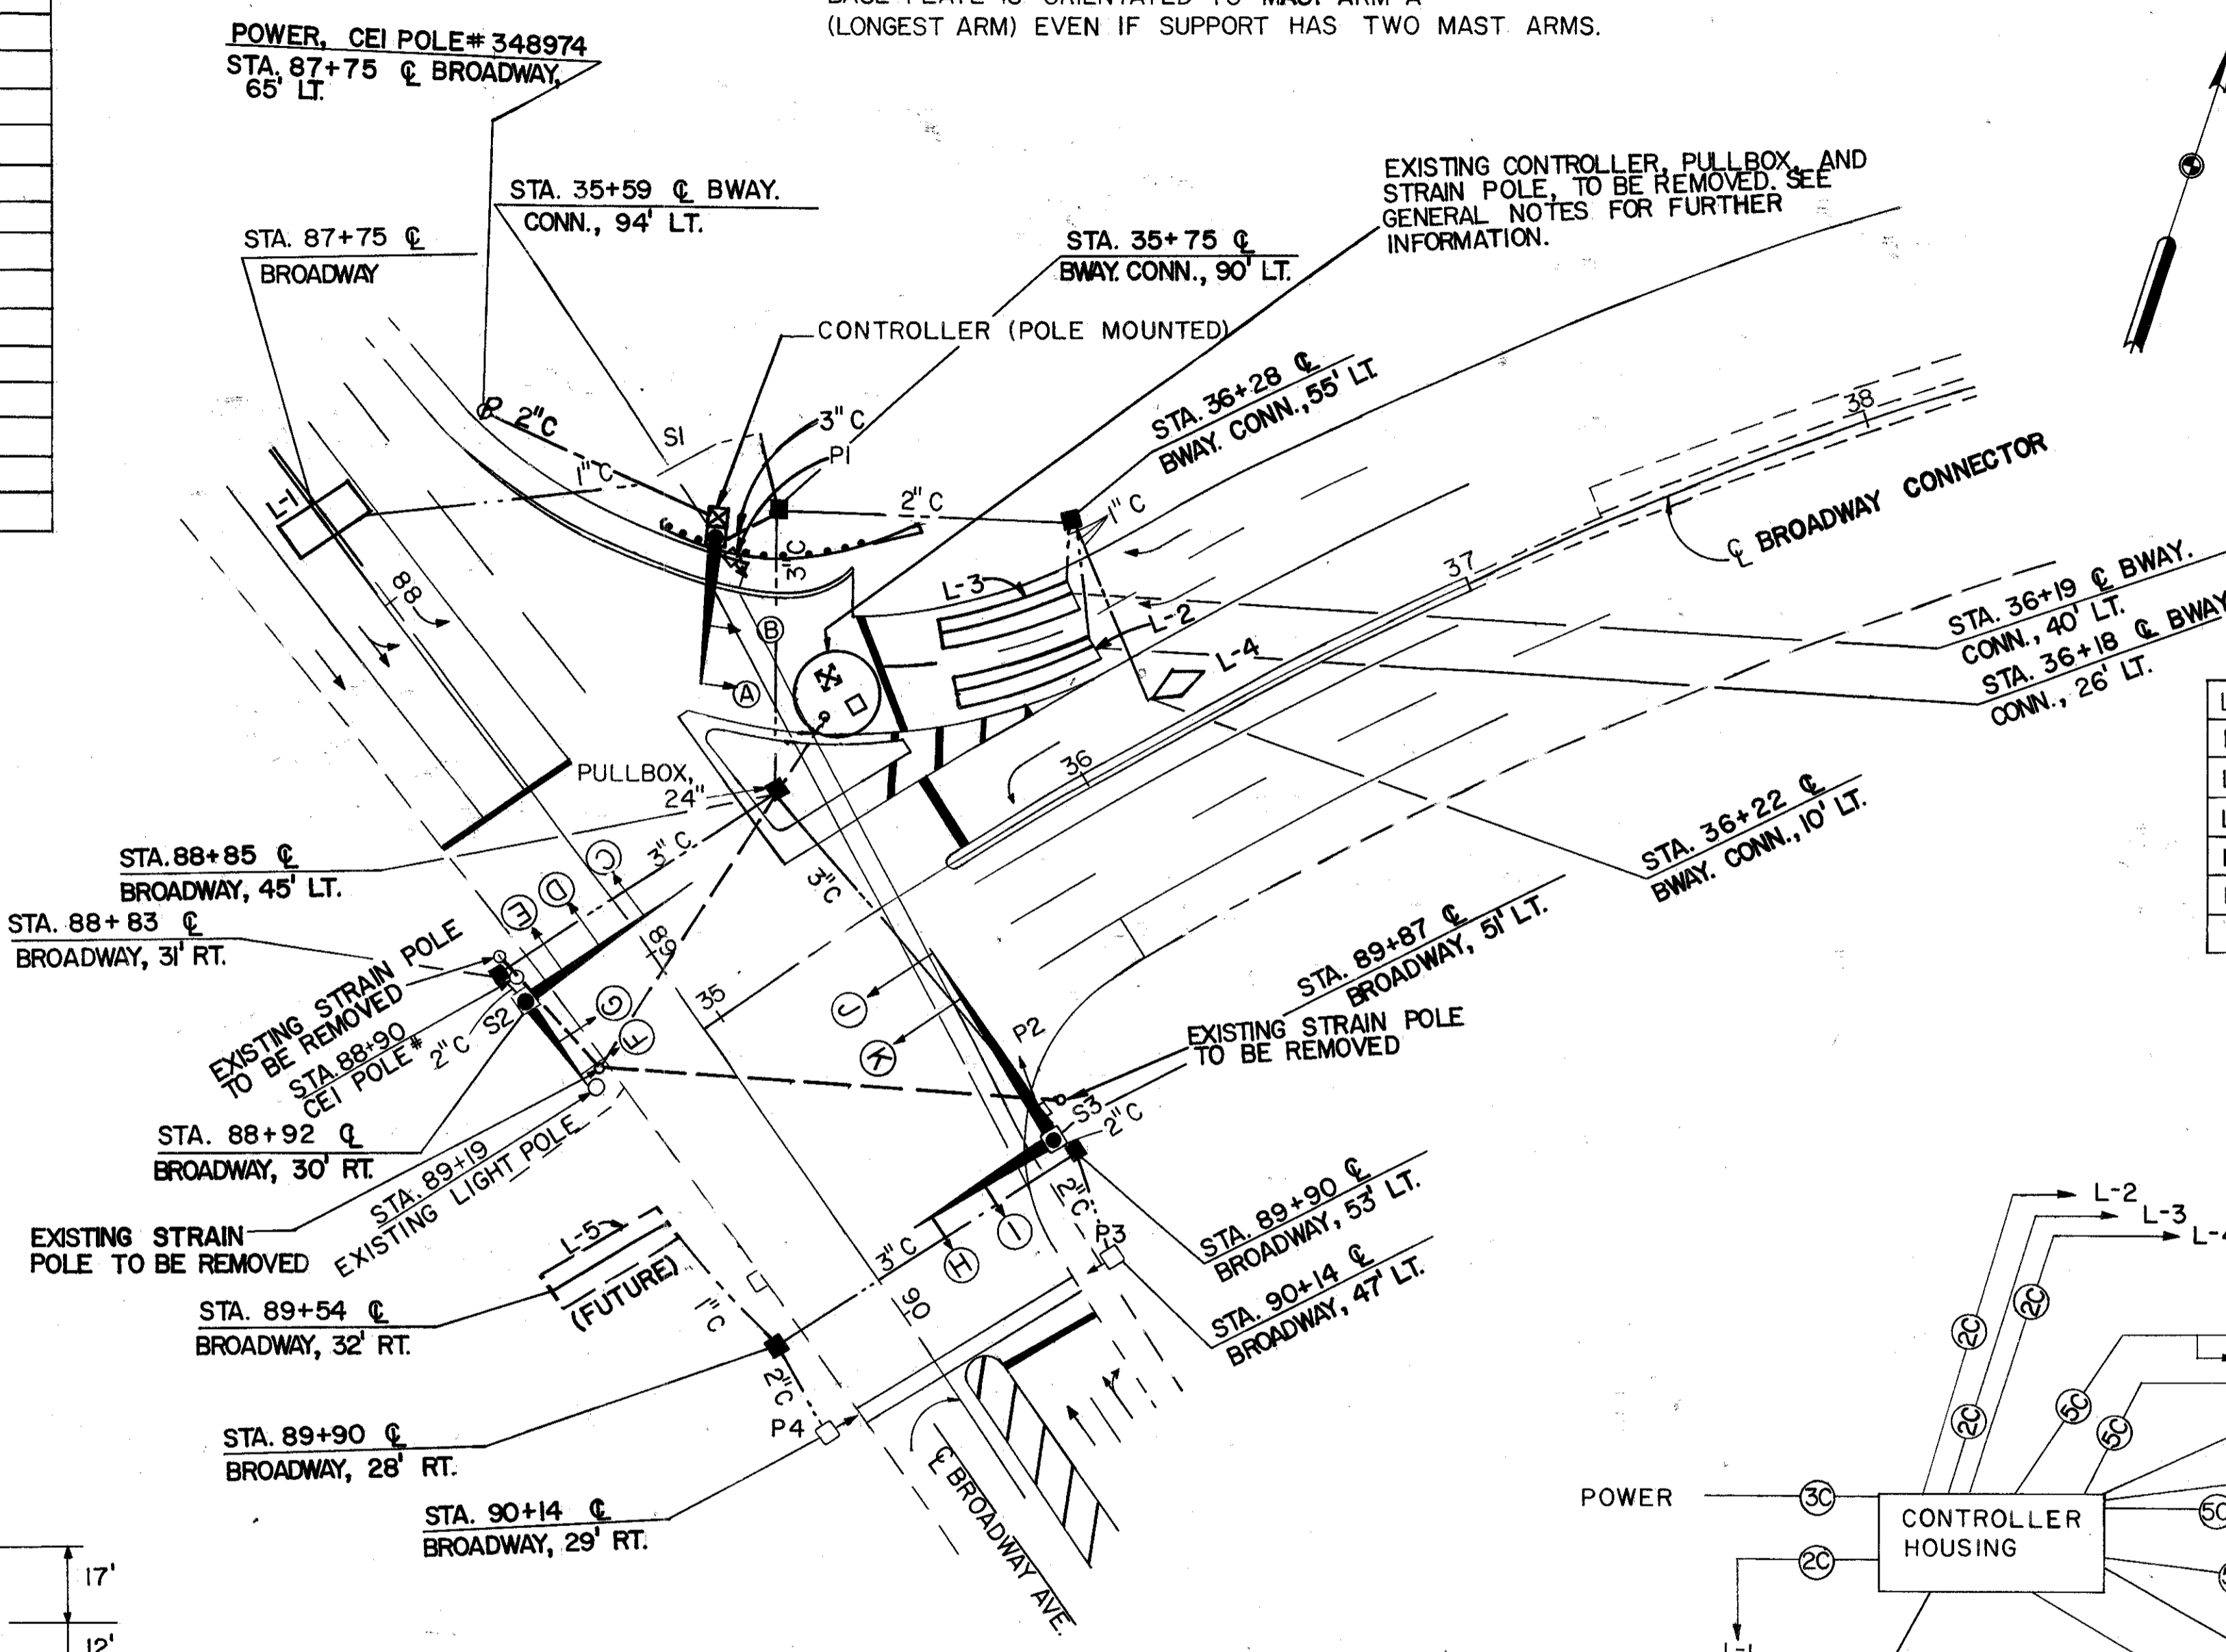 (LONGEST ARM) EVEN IF SUPPORT HAS TWO MAST ARMS.
POWER, CEI POLE# 348974
STA. 87+75 ℄ BROADWAY,
65' LT.
STA. 35+59 ℄ BWAY.
CONN., 94' LT.
STA. 87+75 ℄
BROADWAY
STA. 35+75 ℄
BWAY. CONN., 90' LT.
EXISTING CONTROLLER, PULLBOX, AND
STRAIN POLE, TO BE REMOVED. SEE
GENERAL NOTES FOR FURTHER
INFORMATION.
CONTROLLER (POLE MOUNTED)
STA. 36+28 ℄
BWAY. CONN., 55' LT.
2"C
S1
3"C
P1
1"C
2"C
1"C
3"C
L-1
88
L-3
L-2
L-4
B
A
38
37
36
35
℄ BROADWAY CONNECTOR
STA. 36+19 ℄ BWAY.
CONN., 40' LT.
STA. 36+18 ℄ BWAY
CONN., 26' LT.
STA. 36+22 ℄
BWAY. CONN., 10' LT.
PULLBOX,
24"
STA. 88+85 ℄
BROADWAY, 45' LT.
STA. 88+83 ℄
BROADWAY, 31' RT.
3"C
3"C
C
D
E
89
G
F
J
K
EXISTING STRAIN POLE
TO BE REMOVED
STA. 88+90
CEI POLE#
2"C
S2
STA. 88+92 ℄
BROADWAY, 30' RT.
STA. 89+87 ℄
BROADWAY, 51' LT.
EXISTING STRAIN POLE
TO BE REMOVED
P2
S3
2"C
STA. 89+19
EXISTING LIGHT POLE
EXISTING STRAIN
POLE TO BE REMOVED
STA. 89+90 ℄
BROADWAY, 53' LT.
STA. 90+14 ℄
BROADWAY, 47' LT.
2"C
P3
I
H
3"C
90
L-5
(FUTURE)
1"C
STA. 89+54 ℄
BROADWAY, 32' RT.
2"C
P4
STA. 89+90 ℄
BROADWAY, 28' RT.
STA. 90+14 ℄
BROADWAY, 29' RT.
℄ BROADWAY AVE.
17'
12'
L-2
L-3
2C
2C
2C
5C
5C
POWER
3C
2C
CONTROLLER
HOUSING